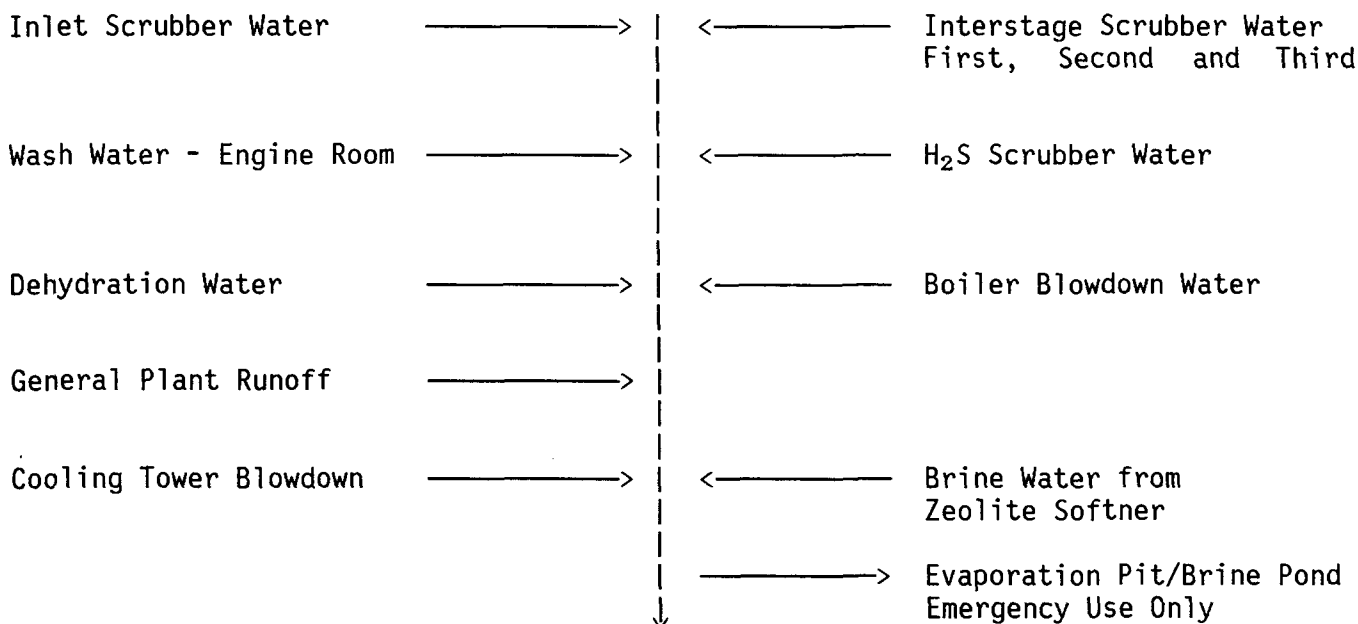 Inlet Scrubber Water
Interstage Scrubber Water
First, Second and Third
Wash Water - Engine Room
H₂S Scrubber Water
Dehydration Water
Boiler Blowdown Water
General Plant Runoff
Cooling Tower Blowdown
Brine Water from
Zeolite Softner
Evaporation Pit/Brine Pond
Emergency Use Only